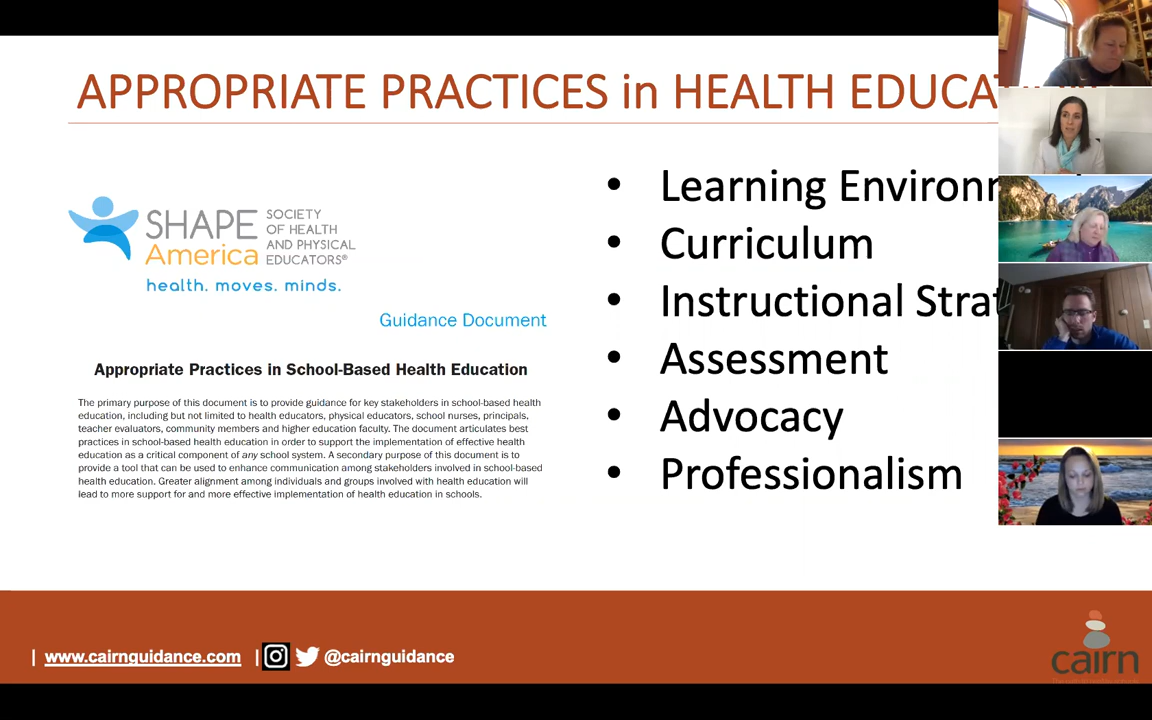 APPROPRIATE PRACTICES in HEALTH
SHAPE
America
SOCIETY
OF HEALTH
AND PHYSICAL
EDUCATORS®
health. moves. minds.
Guidance Document
Appropriate Practices in School-Based Health Education
The primary purpose of this document is to provide guidance for key stakeholders in school-based health
education, including but not limited to health educators, physical educators, school nurses, principals,
teacher evaluators, community members and higher education faculty. The document articulates best
practices in school-based health education in order to support the implementation of effective health
education as a critical component of any school system. A secondary purpose of this document is to
provide a tool that can be used to enhance communication among stakeholders involved in school-based
health education. Greater alignment among individuals and groups involved with health education will
lead to more support for and more effective implementation of health education in schools.
• Learning
• Curriculum
• Instructional
• Assessment
• Advocacy
• Professionalism
| www.cairnguidance.com | @cairnguidance
cairn